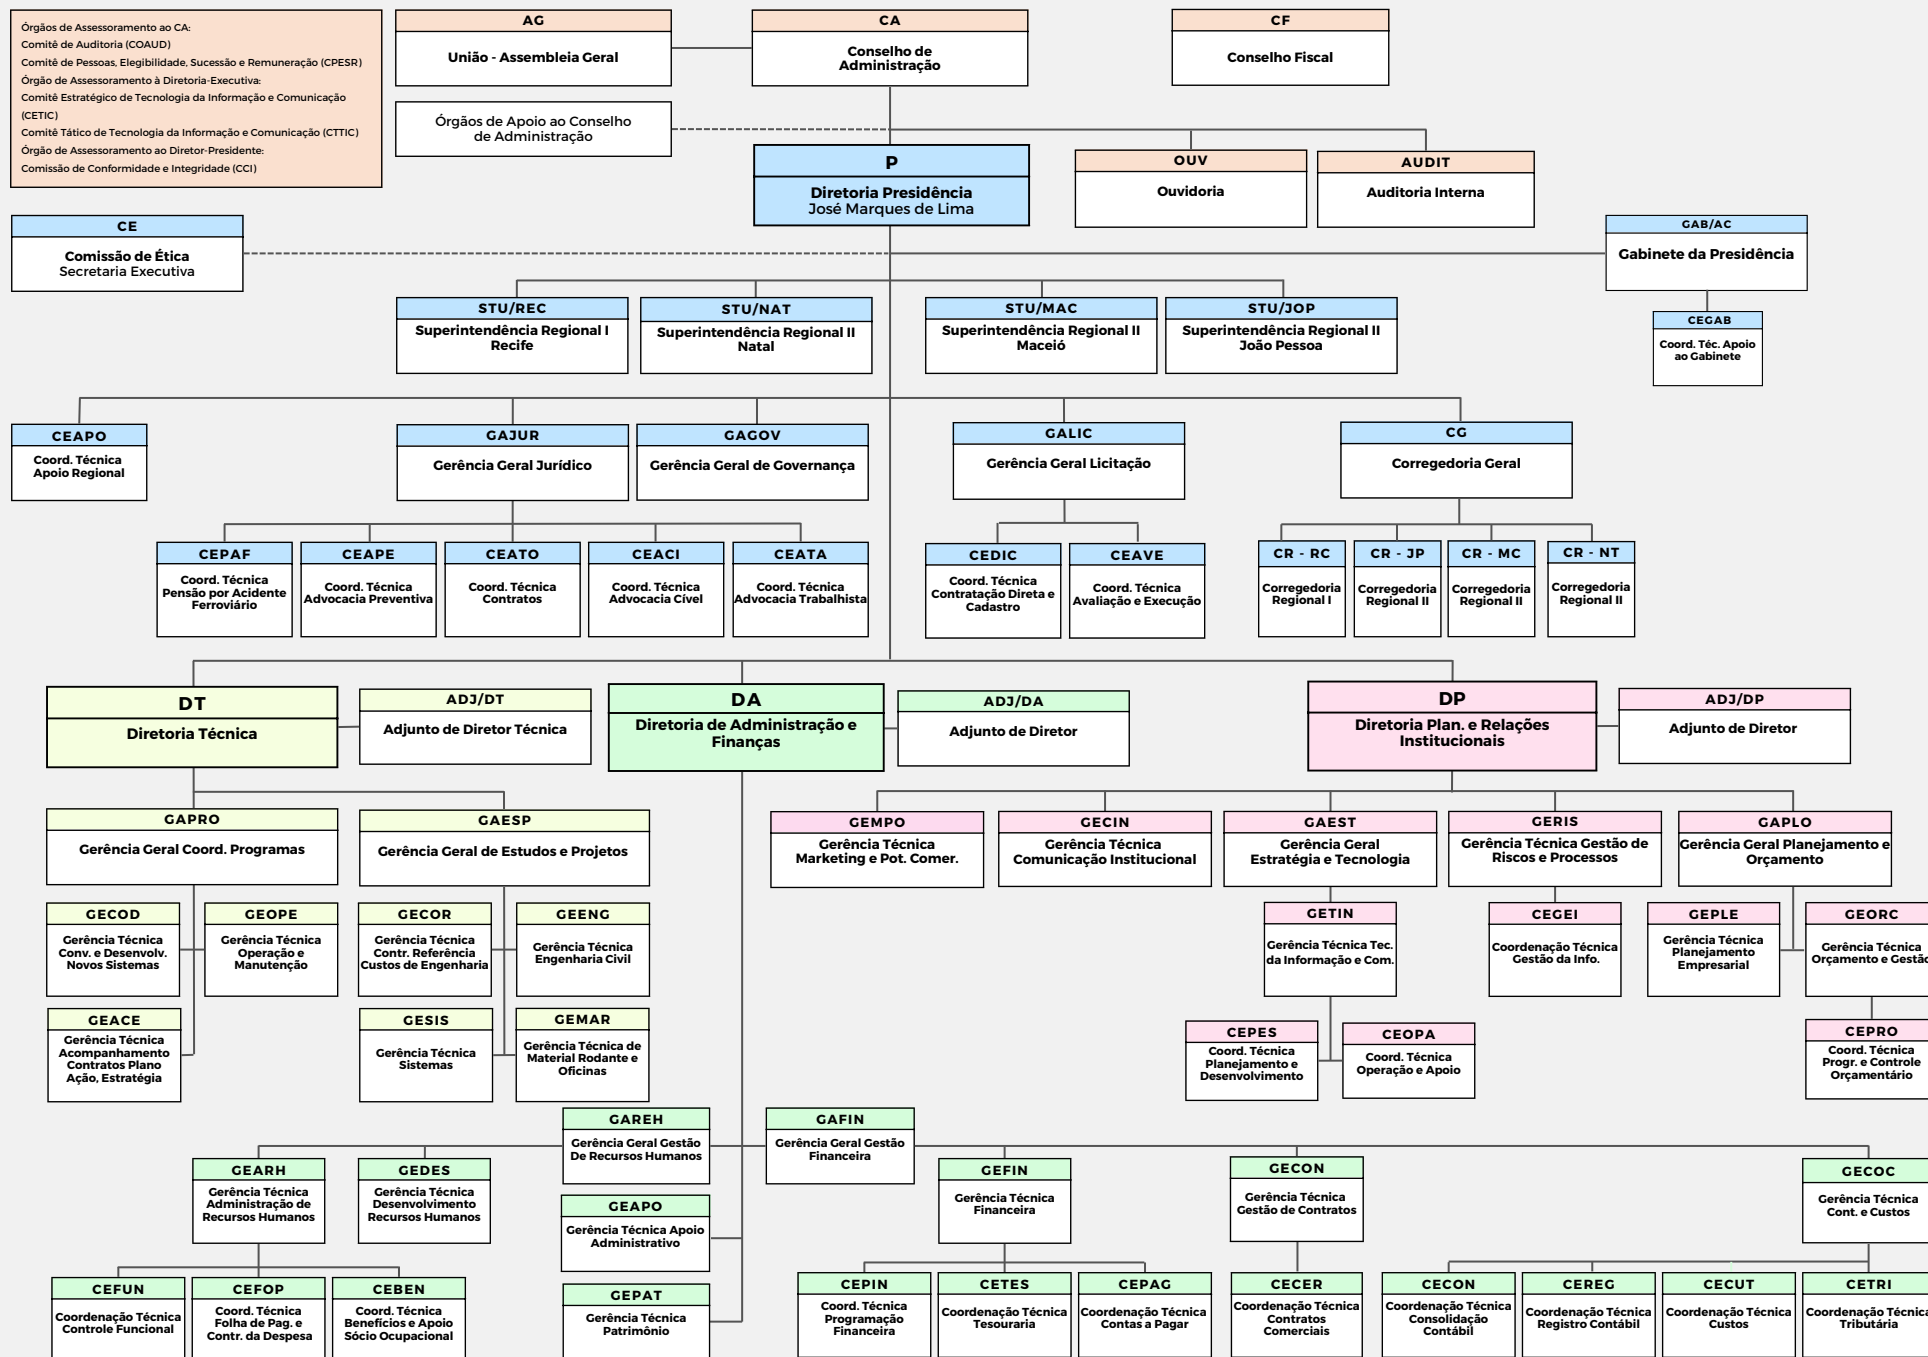 Órgãos de Assessoramento ao CA:
Comitê de Auditoria (COAUD)
Comitê de Pessoas, Elegibilidade, Sucessão e Remuneração (CPESR)
Órgão de Assessoramento à Diretoria-Executiva:
Comitê Estratégico de Tecnologia da Informação e Comunicação
(CETIC)
Comitê Tático de Tecnologia da Informação e Comunicação (CTTIC)
Órgão de Assessoramento ao Diretor-Presidente:
Comissão de Conformidade e Integridade (CCI)
AG
União - Assembleia Geral
CA
Conselho de
Administração
CF
Conselho Fiscal
Órgãos de Apoio ao Conselho
de Administração
P
Diretoria Presidência
José Marques de Lima
OUV
Ouvidoria
AUDIT
Auditoria Interna
CE
Comissão de Ética
Secretaria Executiva
GAB/AC
Gabinete da Presidência
CEGAB
Coord. Téc. Apoio
ao Gabinete
STU/REC
Superintendência Regional I
Recife
STU/NAT
Superintendência Regional II
Natal
STU/MAC
Superintendência Regional II
Maceió
STU/JOP
Superintendência Regional II
João Pessoa
CEAPO
Coord. Técnica
Apoio Regional
GAJUR
Gerência Geral Jurídico
GAGOV
Gerência Geral de Governança
GALIC
Gerência Geral Licitação
CG
Corregedoria Geral
CEPAF
Coord. Técnica
Pensão por Acidente
Ferroviário
CEAPE
Coord. Técnica
Advocacia Preventiva
CEATO
Coord. Técnica
Contratos
CEACI
Coord. Técnica
Advocacia Cível
CEATA
Coord. Técnica
Advocacia Trabalhista
CEDIC
Coord. Técnica
Contratação Direta e
Cadastro
CEAVE
Coord. Técnica
Avaliação e Execução
CR - RC
Corregedoria
Regional I
CR - JP
Corregedoria
Regional II
CR - MC
Corregedoria
Regional II
CR - NT
Corregedoria
Regional II
DT
Diretoria Técnica
ADJ/DT
Adjunto de Diretor Técnica
DA
Diretoria de Administração e
Finanças
ADJ/DA
Adjunto de Diretor
DP
Diretoria Plan. e Relações
Institucionais
ADJ/DP
Adjunto de Diretor
GAPRO
Gerência Geral Coord. Programas
GAESP
Gerência Geral de Estudos e Projetos
GEMPO
Gerência Técnica
Marketing e Pot. Comer.
GECIN
Gerência Técnica
Comunicação Institucional
GAEST
Gerência Geral
Estratégia e Tecnologia
GERIS
Gerência Técnica Gestão de
Riscos e Processos
GAPLO
Gerência Geral Planejamento e
Orçamento
GECOD
Gerência Técnica
Conv. e Desenvolv.
Novos Sistemas
GEOPE
Gerência Técnica
Operação e
Manutenção
GECOR
Gerência Técnica
Contr. Referência
Custos de Engenharia
GEENG
Gerência Técnica
Engenharia Civil
GETIN
Gerência Técnica Tec.
da Informação e Com.
CEGEI
Coordenação Técnica
Gestão da Info.
GEPLE
Gerência Técnica
Planejamento
Empresarial
GEORC
Gerência Técnica
Orçamento e Gestão
GEACE
Gerência Técnica
Acompanhamento
Contratos Plano
Ação, Estratégia
GESIS
Gerência Técnica
Sistemas
GEMAR
Gerência Técnica de
Material Rodante e
Oficinas
CEPES
Coord. Técnica
Planejamento e
Desenvolvimento
CEOPA
Coord. Técnica
Operação e Apoio
CEPRO
Coord. Técnica
Progr. e Controle
Orçamentário
GAREH
Gerência Geral Gestão
De Recursos Humanos
GAFIN
Gerência Geral Gestão
Financeira
GEARH
Gerência Técnica
Administração de
Recursos Humanos
GEDES
Gerência Técnica
Desenvolvimento
Recursos Humanos
GEAPO
Gerência Técnica Apoio
Administrativo
GEFIN
Gerência Técnica
Financeira
GECON
Gerência Técnica
Gestão de Contratos
GECOC
Gerência Técnica
Cont. e Custos
CEFUN
Coordenação Técnica
Controle Funcional
CEFOP
Coord. Técnica
Folha de Pag. e
Contr. da Despesa
CEBEN
Coord. Técnica
Benefícios e Apoio
Sócio Ocupacional
GEPAT
Gerência Técnica
Patrimônio
CEPIN
Coord. Técnica
Programação
Financeira
CETES
Coordenação Técnica
Tesouraria
CEPAG
Coordenação Técnica
Contas a Pagar
CECER
Coordenação Técnica
Contratos
Comerciais
CECON
Coordenação Técnica
Consolidação
Contábil
CEREG
Coordenação Técnica
Registro Contábil
CECUT
Coordenação Técnica
Custos
CETRI
Coordenação Técnica
Tributária